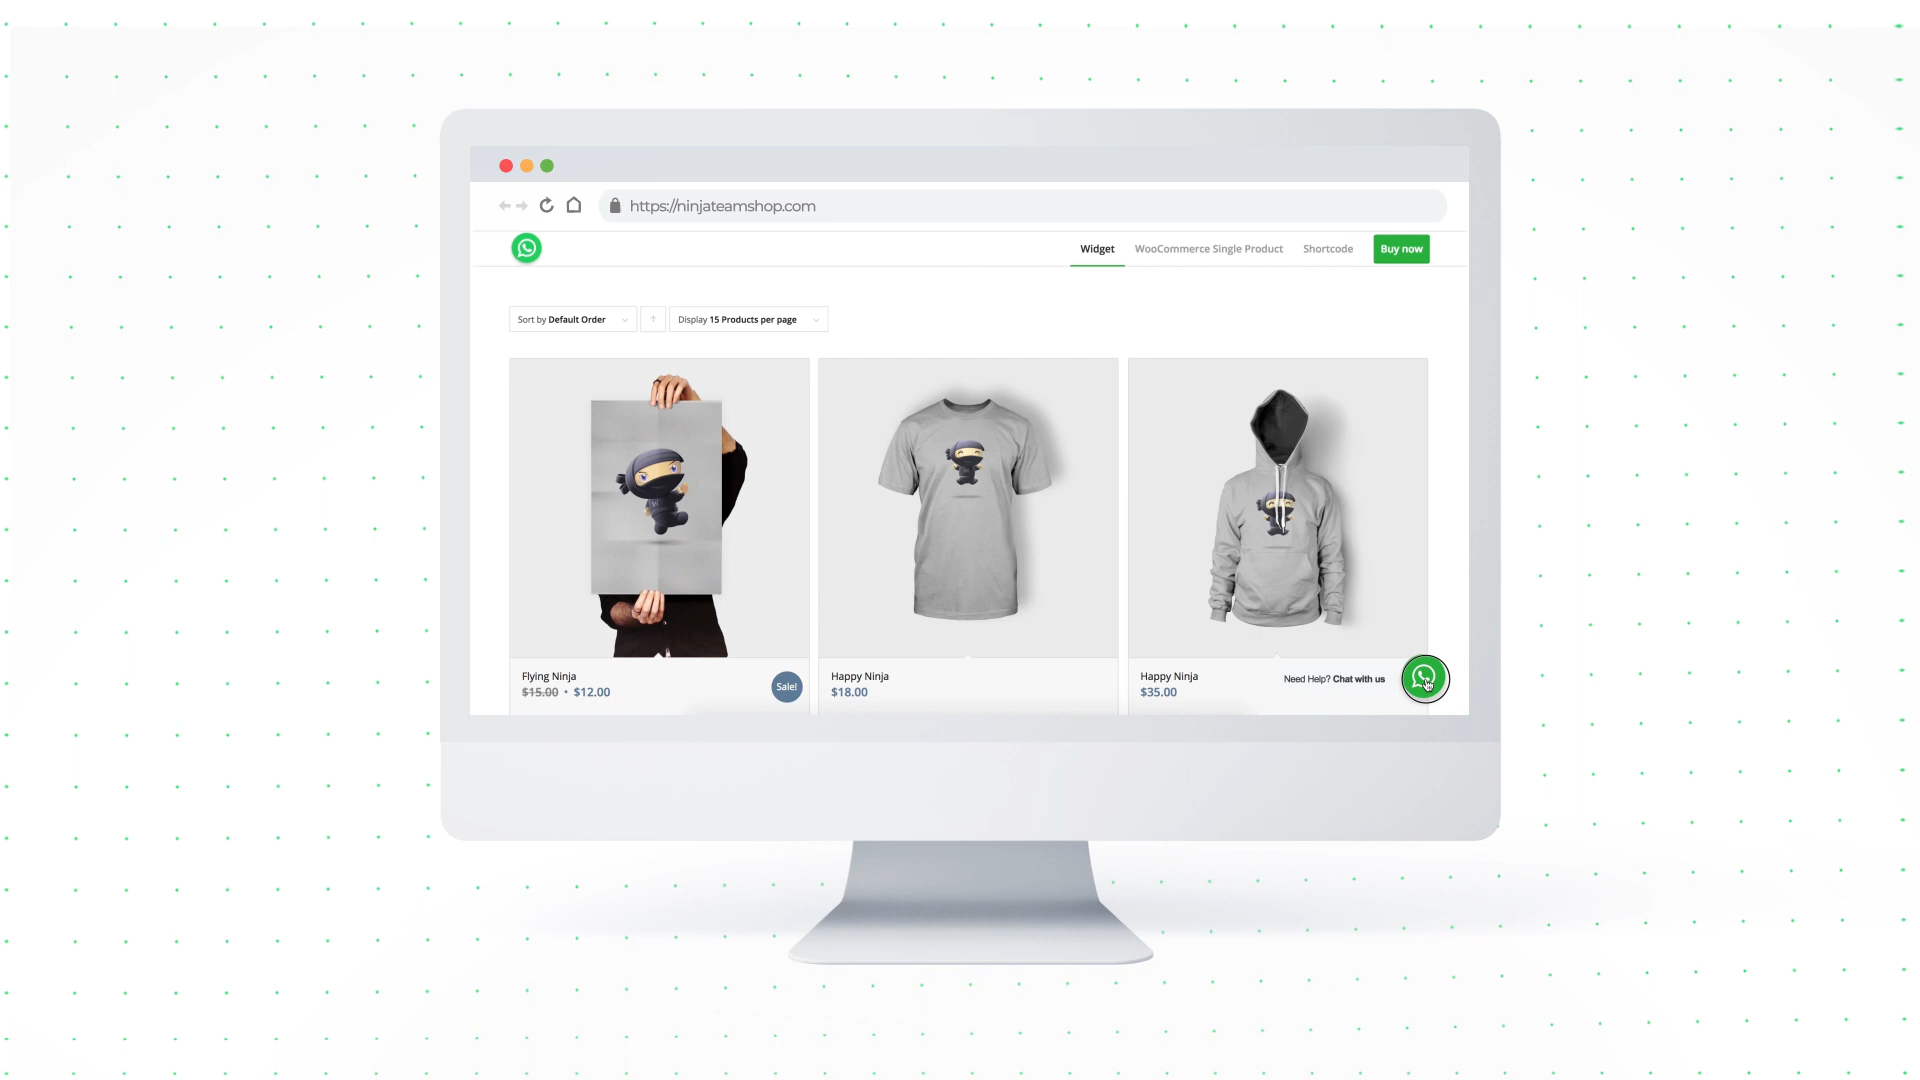 https://ninjateamshop.com
Widget WooCommerce Single Product Shortcode Buy now
Sort by Default Order Display 15 Products per page
Flying Ninja
$15.00 • $12.00
Sale!
Happy Ninja
$18.00
Happy Ninja
$35.00
Need Help? Chat with us